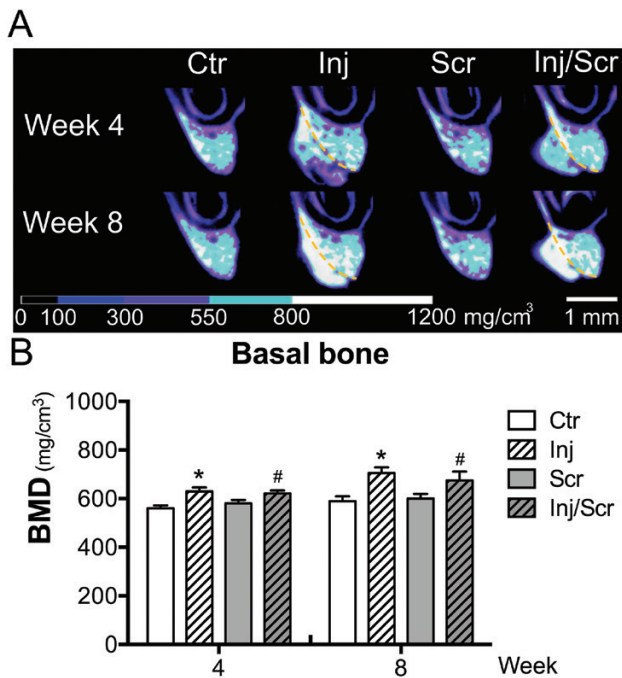 A
Ctr Inj Scr Inj/Scr
Week 4
Week 8
0 100 300 550 800 1200 mg/cm³ 1 mm
B Basal bone
BMD (mg/cm³)
1000
800
600
400
200
0
* # * #
4 8 Week
Ctr
Inj
Scr
Inj/Scr